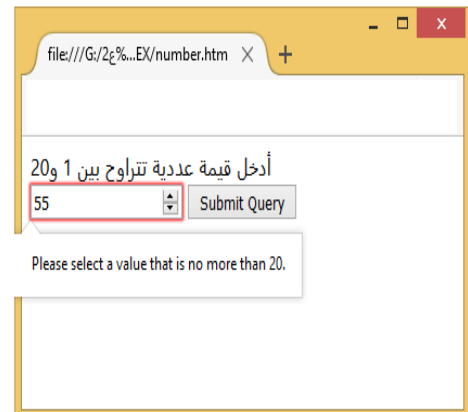 file:///G:/2ع%...EX/number.htm
أدخل قيمة عددية تتراوح بين 1 و20
55 Submit Query
Please select a value that is no more than 20.